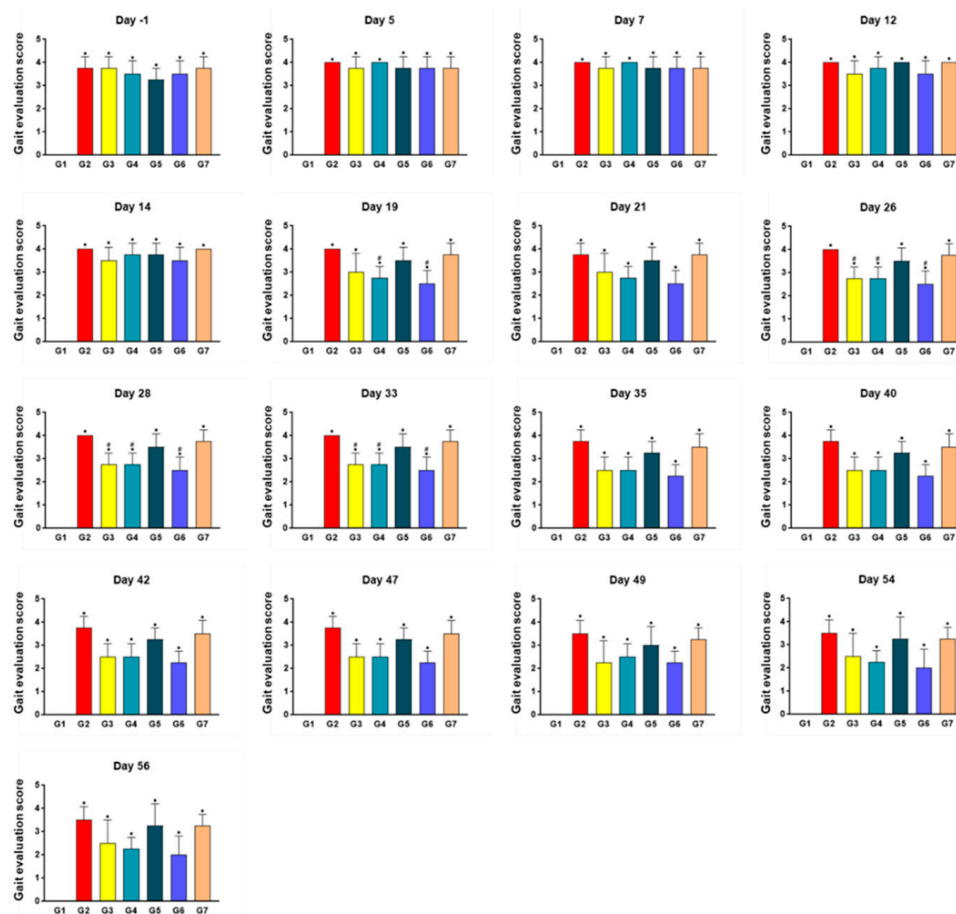 Day -1
Gait evaluation score
5
4
3
2
1
0
* * * * * *
G1 G2 G3 G4 G5 G6 G7
Day 5
Gait evaluation score
5
4
3
2
1
0
* * * * * *
G1 G2 G3 G4 G5 G6 G7
Day 7
Gait evaluation score
5
4
3
2
1
0
* * * * * *
G1 G2 G3 G4 G5 G6 G7
Day 12
Gait evaluation score
5
4
3
2
1
0
* * * * * *
G1 G2 G3 G4 G5 G6 G7
Day 14
Gait evaluation score
5
4
3
2
1
0
* * * * * *
G1 G2 G3 G4 G5 G6 G7
Day 19
Gait evaluation score
5
4
3
2
1
0
# #
* * * * * *
G1 G2 G3 G4 G5 G6 G7
Day 21
Gait evaluation score
5
4
3
2
1
0
* * * * * *
G1 G2 G3 G4 G5 G6 G7
Day 26
Gait evaluation score
5
4
3
2
1
0
# # #
* * * * * *
G1 G2 G3 G4 G5 G6 G7
Day 28
Gait evaluation score
5
4
3
2
1
0
# # #
* * * * * *
G1 G2 G3 G4 G5 G6 G7
Day 33
Gait evaluation score
5
4
3
2
1
0
# # #
* * * * * *
G1 G2 G3 G4 G5 G6 G7
Day 35
Gait evaluation score
5
4
3
2
1
0
* * * * * *
G1 G2 G3 G4 G5 G6 G7
Day 40
Gait evaluation score
5
4
3
2
1
0
* * * * * *
G1 G2 G3 G4 G5 G6 G7
Day 42
Gait evaluation score
5
4
3
2
1
0
* * * * * *
G1 G2 G3 G4 G5 G6 G7
Day 47
Gait evaluation score
5
4
3
2
1
0
* * * * * *
G1 G2 G3 G4 G5 G6 G7
Day 49
Gait evaluation score
5
4
3
2
1
0
* * * * * *
G1 G2 G3 G4 G5 G6 G7
Day 54
Gait evaluation score
5
4
3
2
1
0
* * * * * *
G1 G2 G3 G4 G5 G6 G7
Day 56
Gait evaluation score
5
4
3
2
1
0
* * * * * *
G1 G2 G3 G4 G5 G6 G7